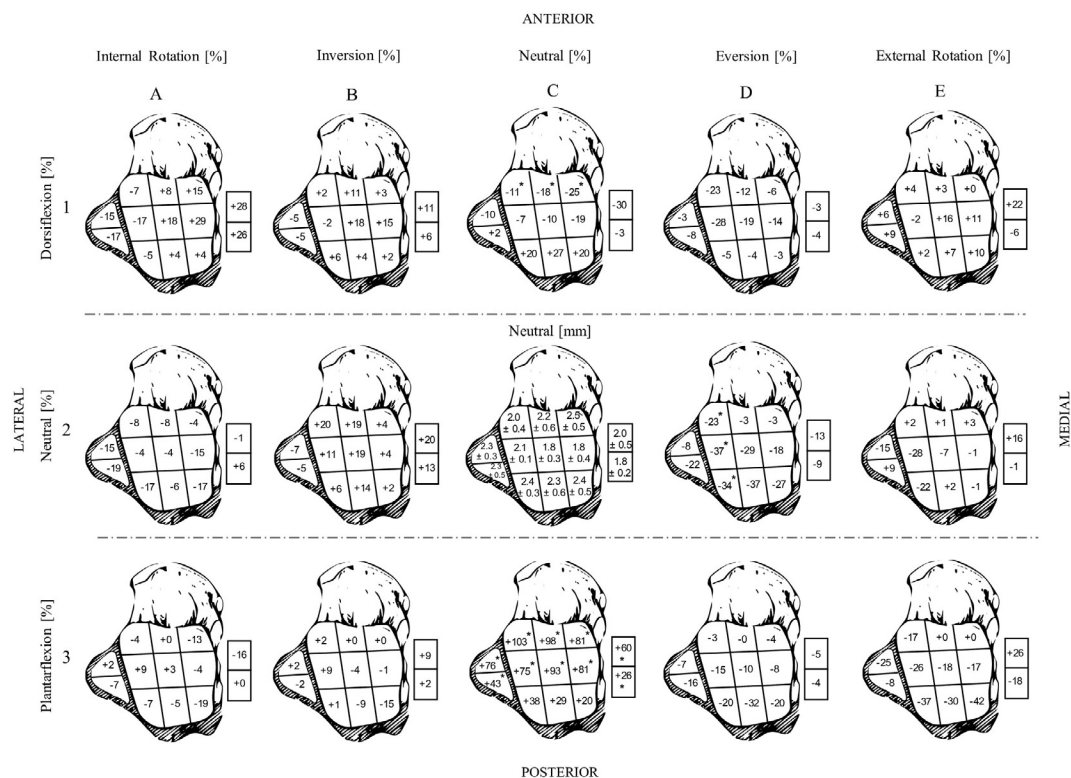 ANTERIOR
Internal Rotation [%] Inversion [%] Neutral [%] Eversion [%] External Rotation [%]
A B C D E
LATERAL
MEDIAL
Dorsiflexion [%]
1
-7 +8 +15
-15 -17 +18 +29 +28
-17 -5 +4 +4 +26
+2 +11 +3
-5 -2 +18 +15 +11
-5 +6 +4 +2 +6
-11* -18* -25*
-10 -7 -10 -19 -30
+2 +20 +27 +20 -3
-23 -12 -6
-3 -28 -19 -14 -3
-8 -5 -4 -3 -4
+4 +3 +0
+6 -2 +16 +11 +22
+9 +2 +7 +10 -6
Neutral [mm]
Neutral [%]
2
-8 -8 -4
-15 -4 -4 -15 -1
-19 -17 -6 -17 +6
+20 +19 +4
-7 +11 +19 +4 +20
-5 +6 +14 +2 +13
2.0 2.2 2.5
± 0.4 ± 0.6 ± 0.5
2.3 2.1 1.8 1.8 2.0
± 0.3 ± 0.1 ± 0.3 ± 0.4 ± 0.5
2.3 2.4 2.3 2.4 1.8
± 0.5 ± 0.3 ± 0.6 ± 0.5 ± 0.2
-23* -3 -3
-8 -37* -29 -18 -13
-22 -34* -37 -27 -9
+2 +1 +3
-15 -28 -7 -1 +16
+9 -22 +2 -1 -1
Plantarflexion [%]
3
-4 +0 -13
+2 +9 +3 -4 -16
-7 -7 -5 -19 +0
+2 +0 +0
+2 +9 -4 -1 +9
-2 +1 -9 -15 +2
+103* +98* +81*
+76* +75* +93* +81* +60*
+43* +38 +29 +20 +26*
-3 -0 -4
-7 -15 -10 -8 -5
-16 -20 -32 -20 -4
-17 +0 +0
-25 -26 -18 -17 +26
-8 -37 -30 -42 -18
POSTERIOR